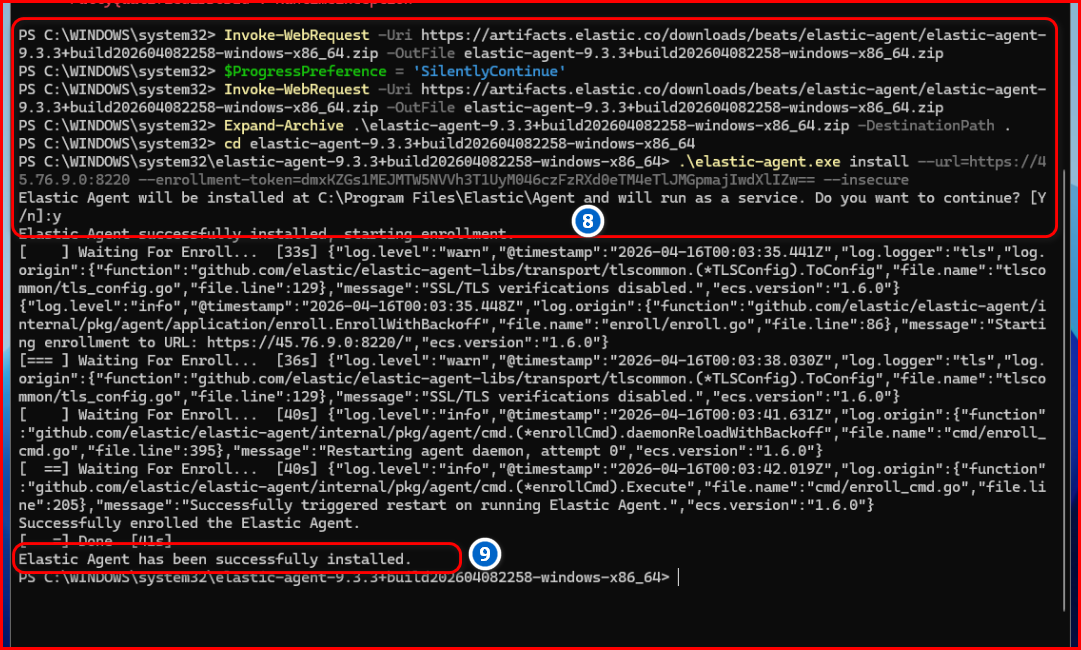 PS C:\WINDOWS\system32> Invoke-WebRequest -Uri https://artifacts.elastic.co/downloads/beats/elastic-agent/elastic-agent-
9.3.3+build202604082258-windows-x86_64.zip -OutFile elastic-agent-9.3.3+build202604082258-windows-x86_64.zip
PS C:\WINDOWS\system32> $ProgressPreference = 'SilentlyContinue'
PS C:\WINDOWS\system32> Invoke-WebRequest -Uri https://artifacts.elastic.co/downloads/beats/elastic-agent/elastic-agent-
9.3.3+build202604082258-windows-x86_64.zip -OutFile elastic-agent-9.3.3+build202604082258-windows-x86_64.zip
PS C:\WINDOWS\system32> Expand-Archive .\elastic-agent-9.3.3+build202604082258-windows-x86_64.zip -DestinationPath .
PS C:\WINDOWS\system32> cd elastic-agent-9.3.3+build202604082258-windows-x86_64
PS C:\WINDOWS\system32\elastic-agent-9.3.3+build202604082258-windows-x86_64> .\elastic-agent.exe install --url=https://4
5.76.9.0:8220 --enrollment-token=dmxKZGs1MEJMTW5NVVh3T1UyM046czFzRXd0eTM4eTlJMGpmajIwdXlIZw== --insecure
Elastic Agent will be installed at C:\Program Files\Elastic\Agent and will run as a service. Do you want to continue? [Y
/n]:y
8
Elastic Agent successfully installed, starting enrollment.
[    ] Waiting For Enroll...  [33s] {"log.level":"warn","@timestamp":"2026-04-16T00:03:35.441Z","log.logger":"tls","log.
origin":{"function":"github.com/elastic/elastic-agent-libs/transport/tlscommon.(*TLSConfig).ToConfig","file.name":"tlsco
mmon/tls_config.go","file.line":129},"message":"SSL/TLS verifications disabled.","ecs.version":"1.6.0"}
{"log.level":"info","@timestamp":"2026-04-16T00:03:35.448Z","log.origin":{"function":"github.com/elastic/elastic-agent/i
nternal/pkg/agent/application/enroll.EnrollWithBackoff","file.name":"enroll/enroll.go","file.line":86},"message":"Starti
ng enrollment to URL: https://45.76.9.0:8220/","ecs.version":"1.6.0"}
[=== ] Waiting For Enroll...  [36s] {"log.level":"warn","@timestamp":"2026-04-16T00:03:38.030Z","log.logger":"tls","log.
origin":{"function":"github.com/elastic/elastic-agent-libs/transport/tlscommon.(*TLSConfig).ToConfig","file.name":"tlsco
mmon/tls_config.go","file.line":129},"message":"SSL/TLS verifications disabled.","ecs.version":"1.6.0"}
[    ] Waiting For Enroll...  [40s] {"log.level":"info","@timestamp":"2026-04-16T00:03:41.631Z","log.origin":{"function"
:"github.com/elastic/elastic-agent/internal/pkg/agent/cmd.(*enrollCmd).daemonReloadWithBackoff","file.name":"cmd/enroll_
cmd.go","file.line":395},"message":"Restarting agent daemon, attempt 0","ecs.version":"1.6.0"}
[  ==] Waiting For Enroll...  [40s] {"log.level":"info","@timestamp":"2026-04-16T00:03:42.019Z","log.origin":{"function"
:"github.com/elastic/elastic-agent/internal/pkg/agent/cmd.(*enrollCmd).Execute","file.name":"cmd/enroll_cmd.go","file.li
ne":205},"message":"Successfully triggered restart on running Elastic Agent.","ecs.version":"1.6.0"}
Successfully enrolled the Elastic Agent.
[   =] Done  [41s]
Elastic Agent has been successfully installed.
9
PS C:\WINDOWS\system32\elastic-agent-9.3.3+build202604082258-windows-x86_64>